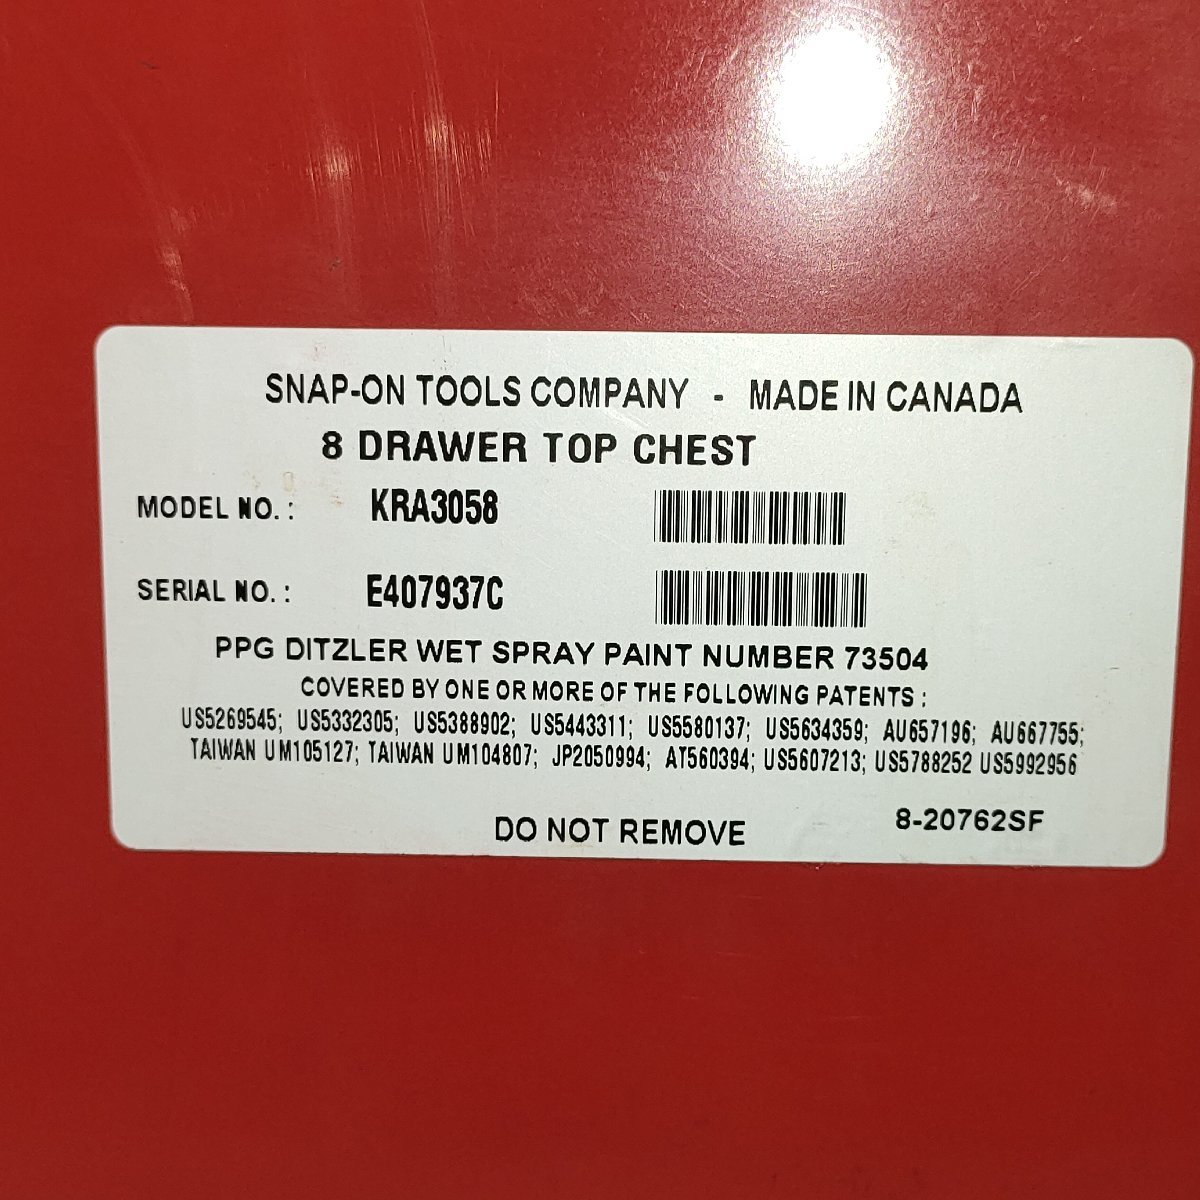 SNAP-ON TOOLS COMPANY - MADE IN CANADA
8 DRAWER TOP CHEST
MODEL NO. : KRA3058
SERIAL NO. : E407937C
PPG DITZLER WET SPRAY PAINT NUMBER 73504
COVERED BY ONE OR MORE OF THE FOLLOWING PATENTS :
US5269545; US5332305; US5388902; US5443311; US5580137; US5634359; AU657196; AU667755;
TAIWAN UM105127; TAIWAN UM104807; JP2050994; AT560394; US5607213; US5788252 US5992956
DO NOT REMOVE 8-20762SF